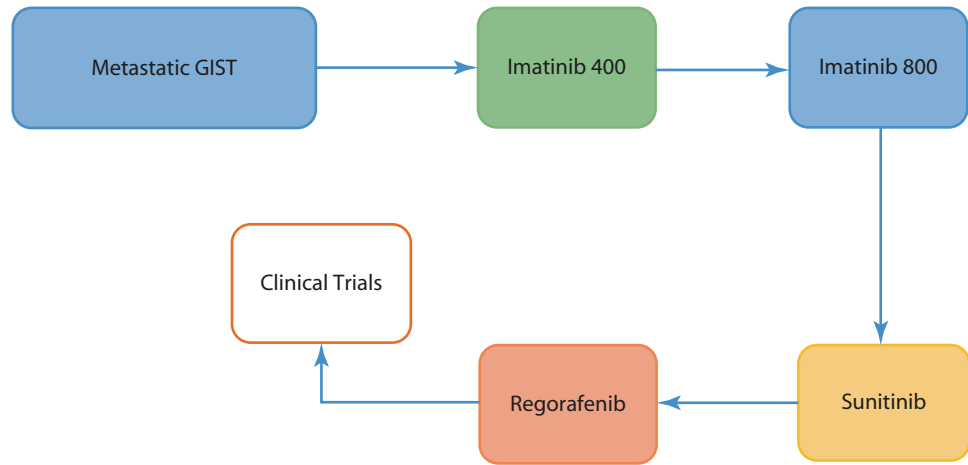 Metastatic GIST
Imatinib 400
Imatinib 800
Sunitinib
Regorafenib
Clinical Trials